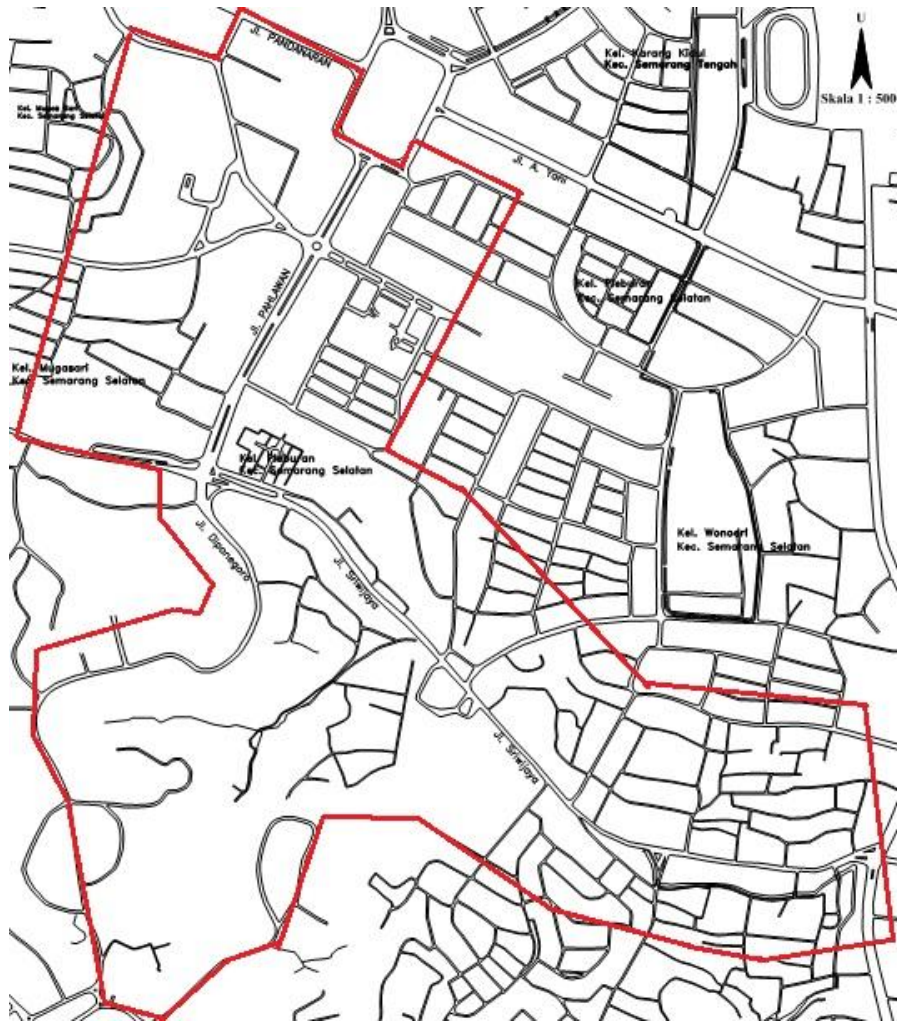 U
Skala 1 : 500
Jl. PANDANARAN
Kel. Karang Kidul
Kec. Semarang Tengah
Kec. Semarang Selatan
Jl. A. Yani
Jl. PAHLAWAN
Kel. Pleburan
Kec. Semarang Selatan
Kel. Mugasari
Kec. Semarang Selatan
Kel. Pleburan
Kec. Semarang Selatan
Jl. Diponegoro
Jl. Sriwijaya
Kel. Wonodri
Kec. Semarang Selatan
Jl. Sriwijaya